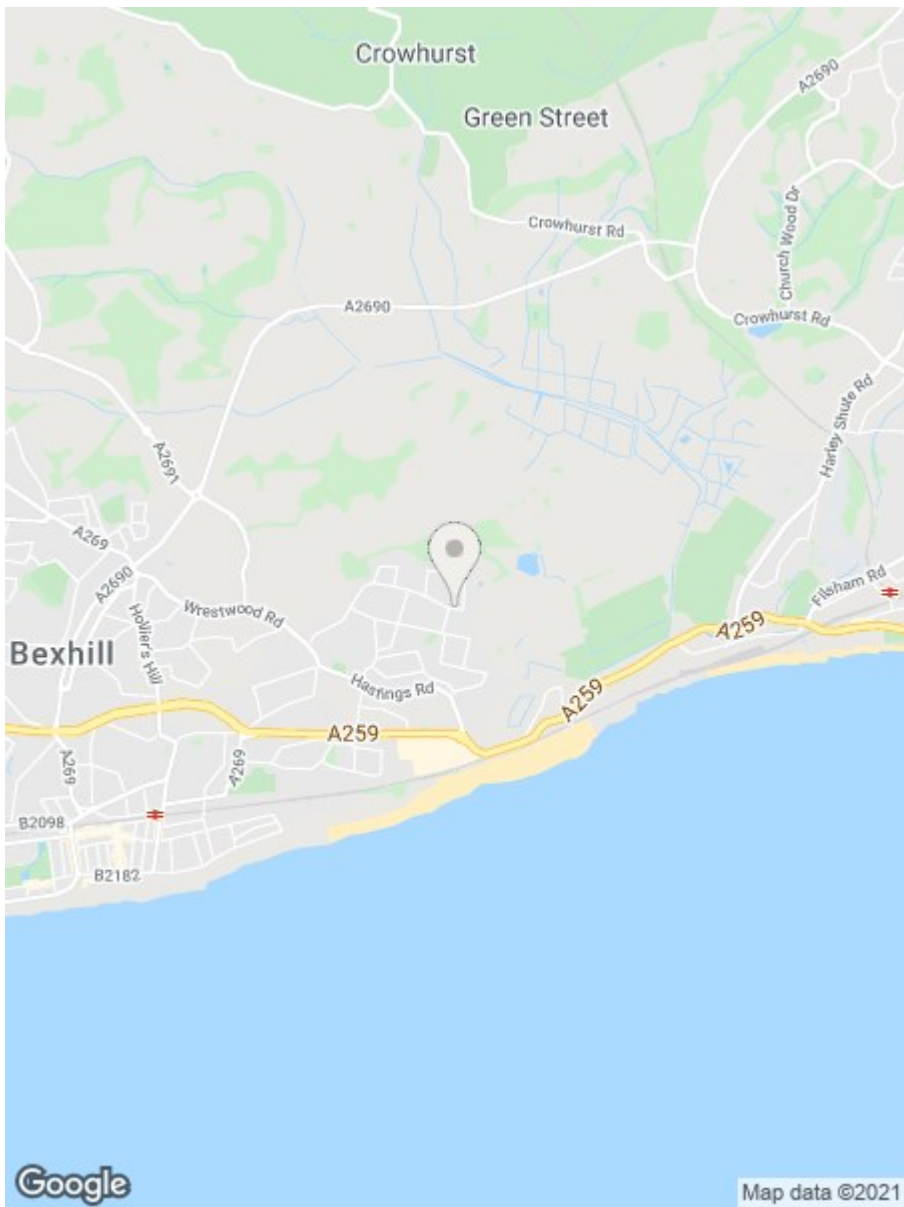 Crowhurst
A2690
Green Street
Church Wood Dr
Crowhurst Rd
A2690
Crowhurst Rd
Harley Shute Rd
A2691
A269
A2690
Filsham Rd
Wrestwood Rd
Hollier's Hill
A259
Bexhill
Hastings Rd
A259
A259
A269
A269
B2098
B2182
Google
Map data ©2021